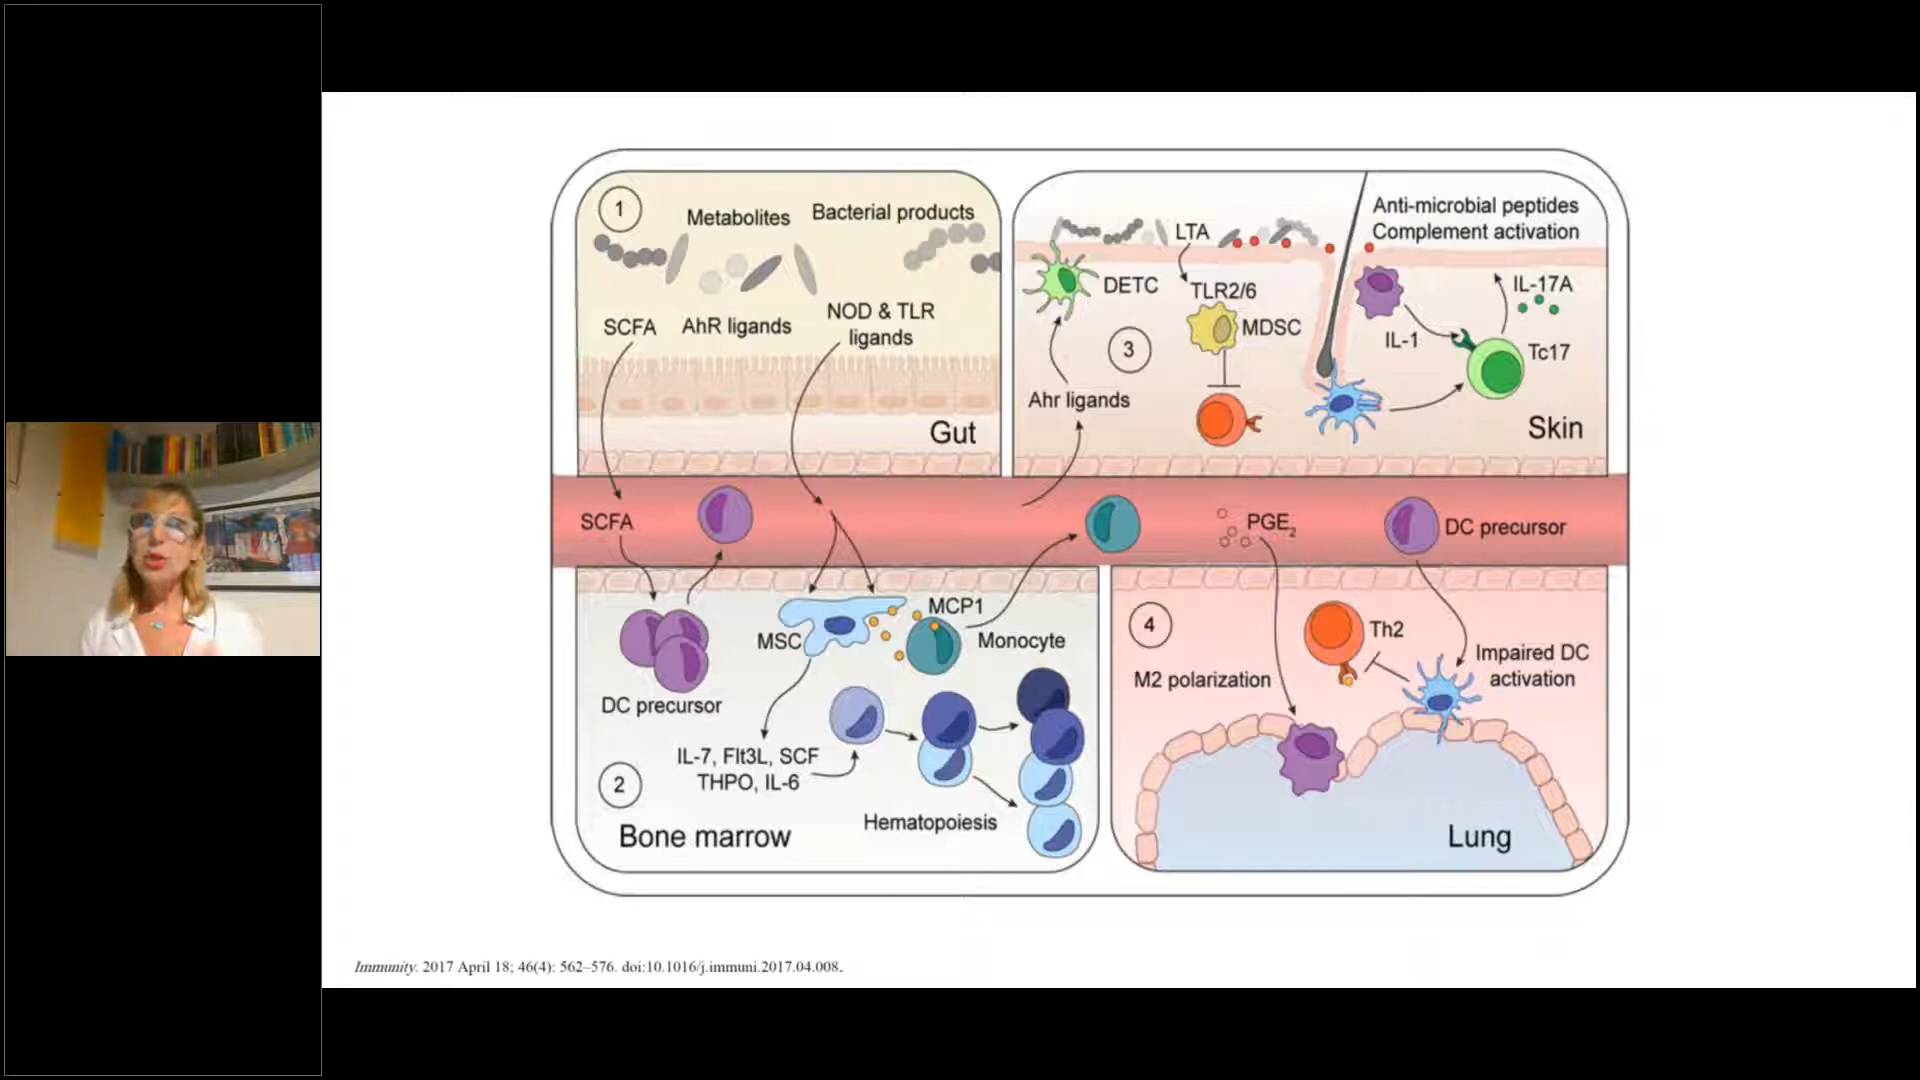 1
Metabolites
Bacterial products
SCFA
AhR ligands
NOD & TLR
ligands
Gut
LTA
DETC
TLR2/6
MDSC
3
Ahr ligands
Anti-microbial peptides
Complement activation
IL-17A
IL-1
Tc17
Skin
SCFA
PGE2
DC precursor
MSC
MCP1
Monocyte
DC precursor
IL-7, Flt3L, SCF
THPO, IL-6
2
Hematopoiesis
Bone marrow
4
Th2
M2 polarization
Impaired DC
activation
Lung
Immunity. 2017 April 18; 46(4): 562–576. doi:10.1016/j.immuni.2017.04.008.